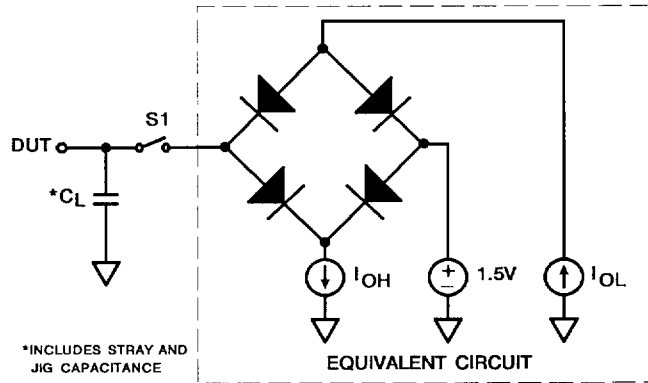 S1
DUT
*CL
IOH
+
−
1.5V
IOL
*INCLUDES STRAY AND
JIG CAPACITANCE
EQUIVALENT CIRCUIT